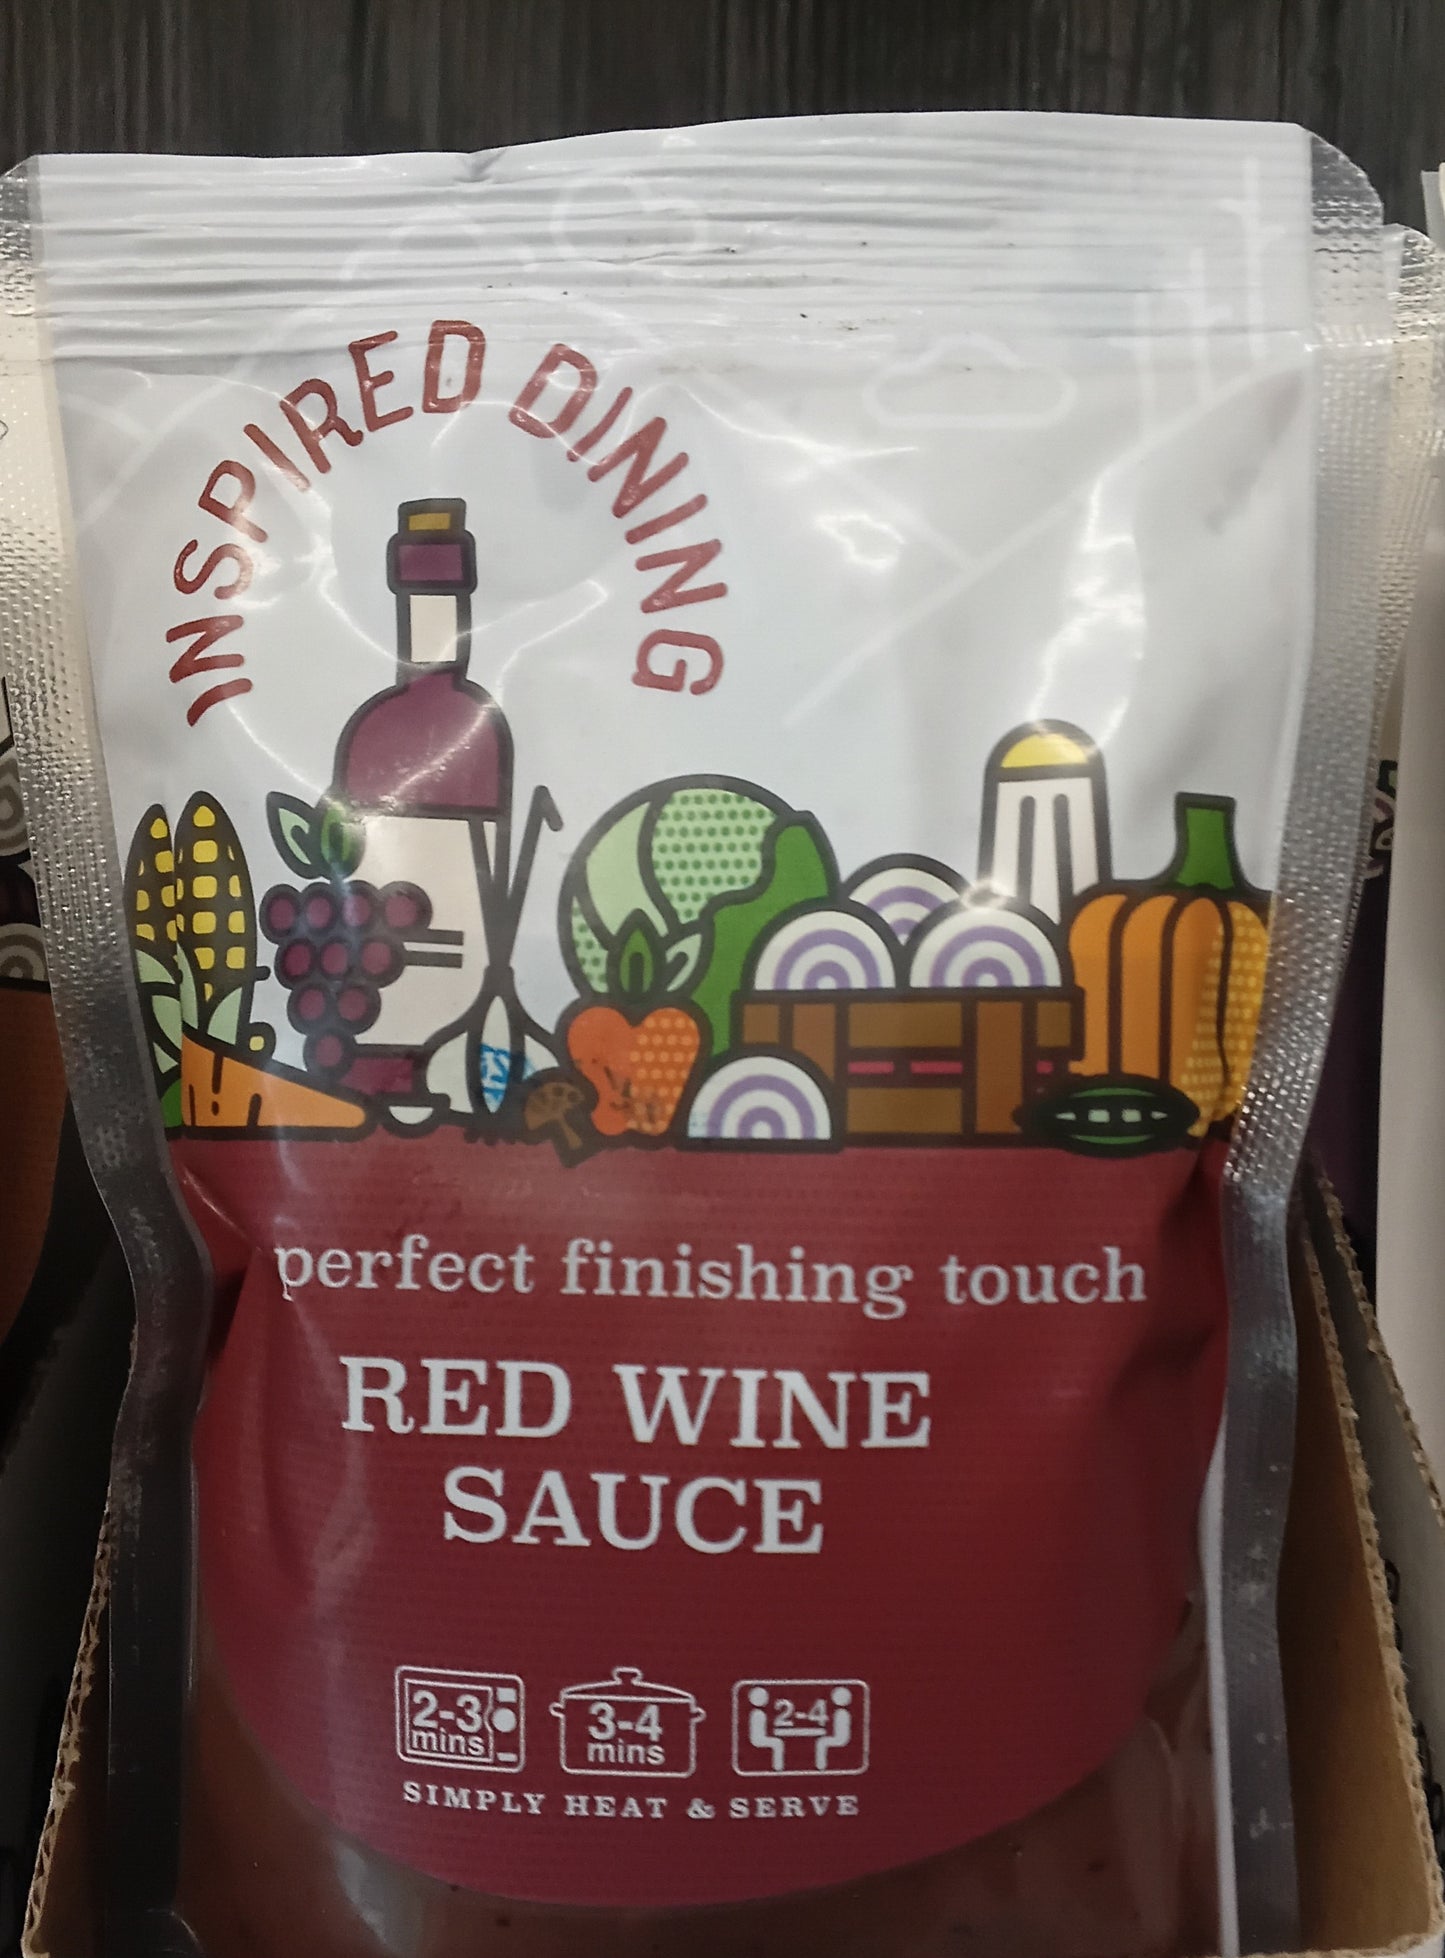 INSPIRED DINING
perfect finishing touch
RED WINE
SAUCE
2-3
mins
3-4
mins
2-4
SIMPLY HEAT & SERVE